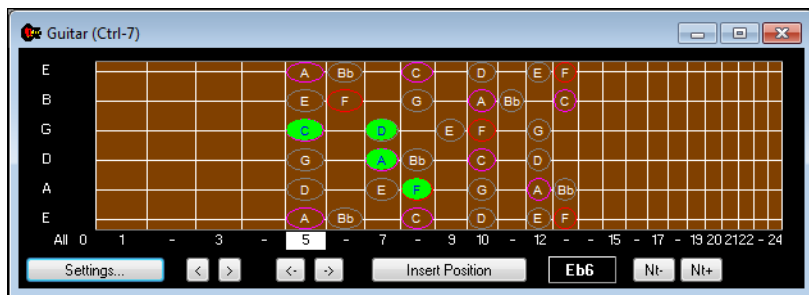 Guitar (Ctrl-7)
E A Bb C D E F
B E F G A Bb C
G C D E F G
D G A Bb C D
A D E F G A Bb
E A Bb C D E F
All 0 1 - 3 - 5 - 7 - 9 10 - 12 - - 15 - 17 - 19 20 21 22 - 24
Settings... < > <- -> Insert Position Eb6 Nt- Nt+